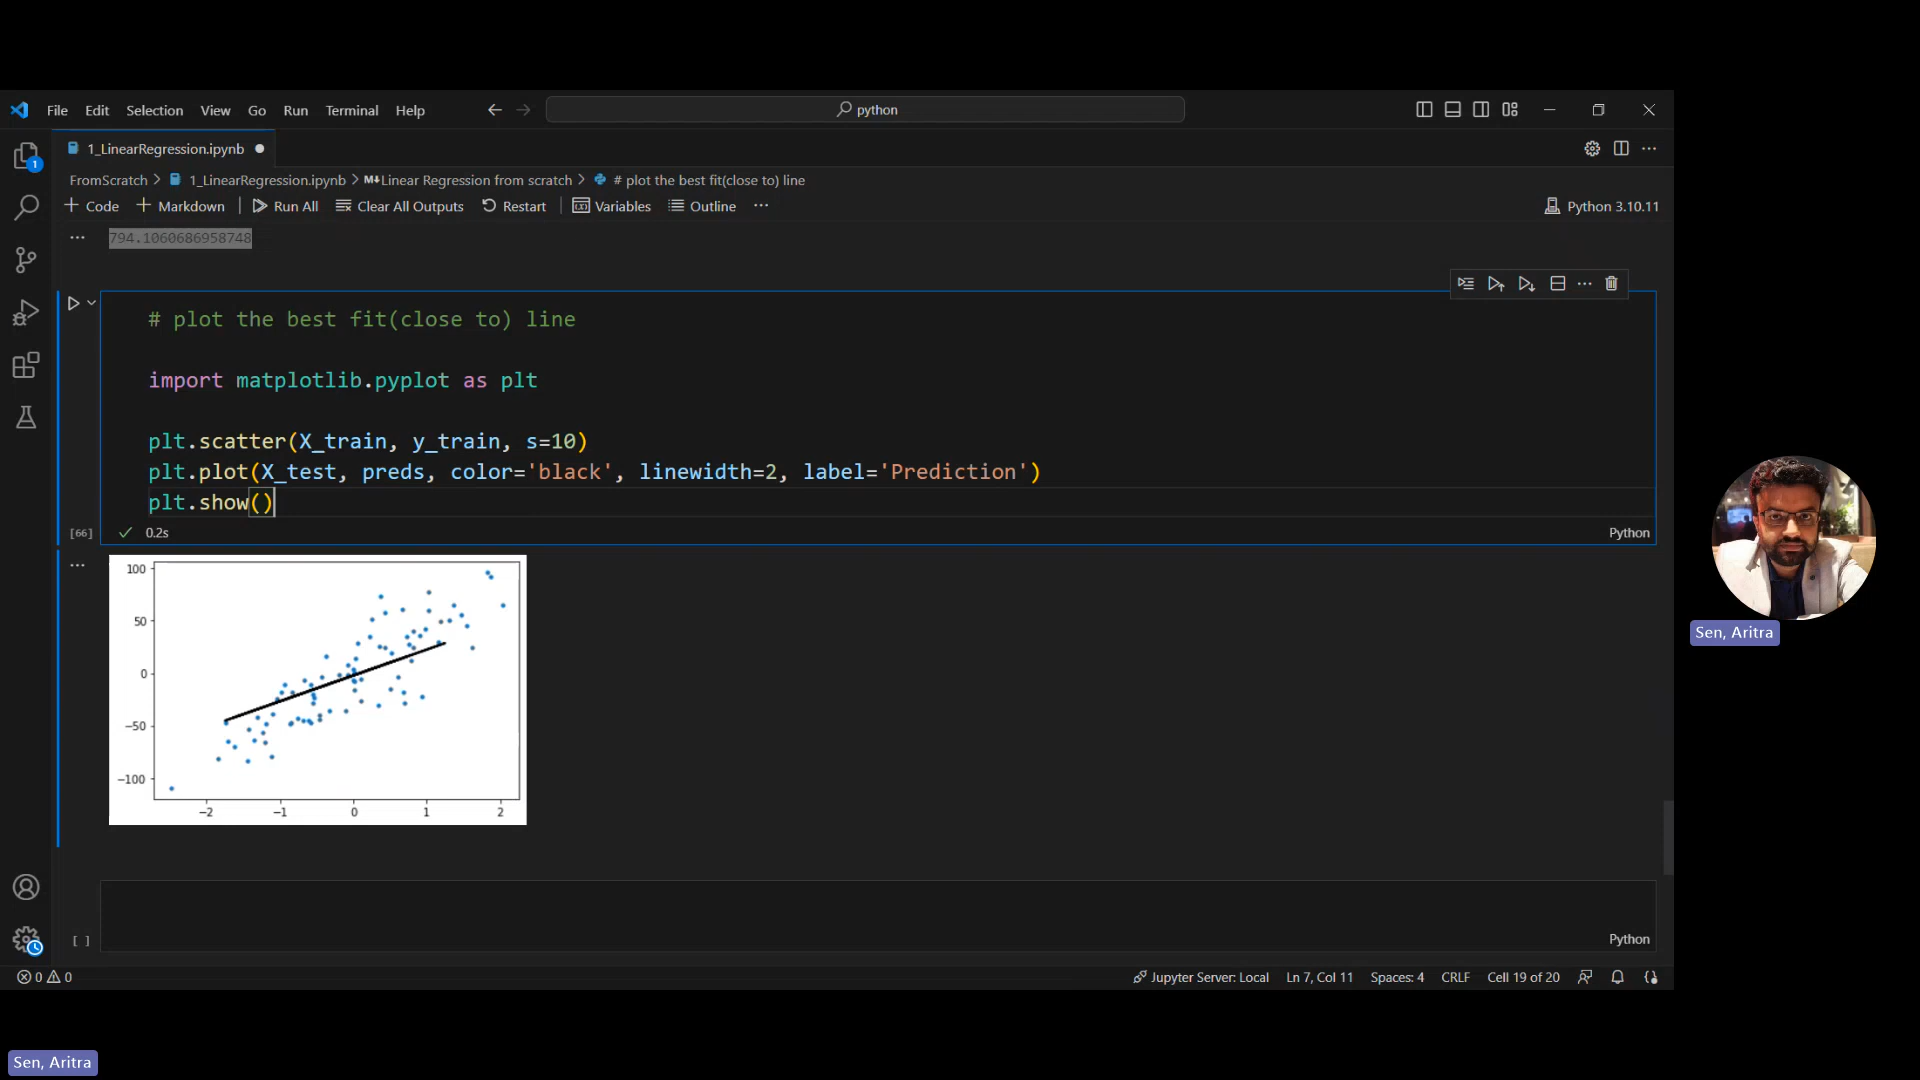 File Edit Selection View Go Run Terminal Help
python
1_LinearRegression.ipynb
1
FromScratch > 1_LinearRegression.ipynb > M↓Linear Regression from scratch > # plot the best fit(close to) line
+ Code + Markdown | Run All Clear All Outputs Restart | Variables Outline ...
Python 3.10.11
... 794.1060686958748
# plot the best fit(close to) line
import matplotlib.pyplot as plt
plt.scatter(X_train, y_train, s=10)
plt.plot(X_test, preds, color='black', linewidth=2, label='Prediction')
plt.show()
[66] ✓ 0.2s
Python
...
100
50
0
−50
−100
−2 −1 0 1 2
[ ]
Python
0 0
Jupyter Server: Local Ln 7, Col 11 Spaces: 4 CRLF Cell 19 of 20
Sen, Aritra
Sen, Aritra